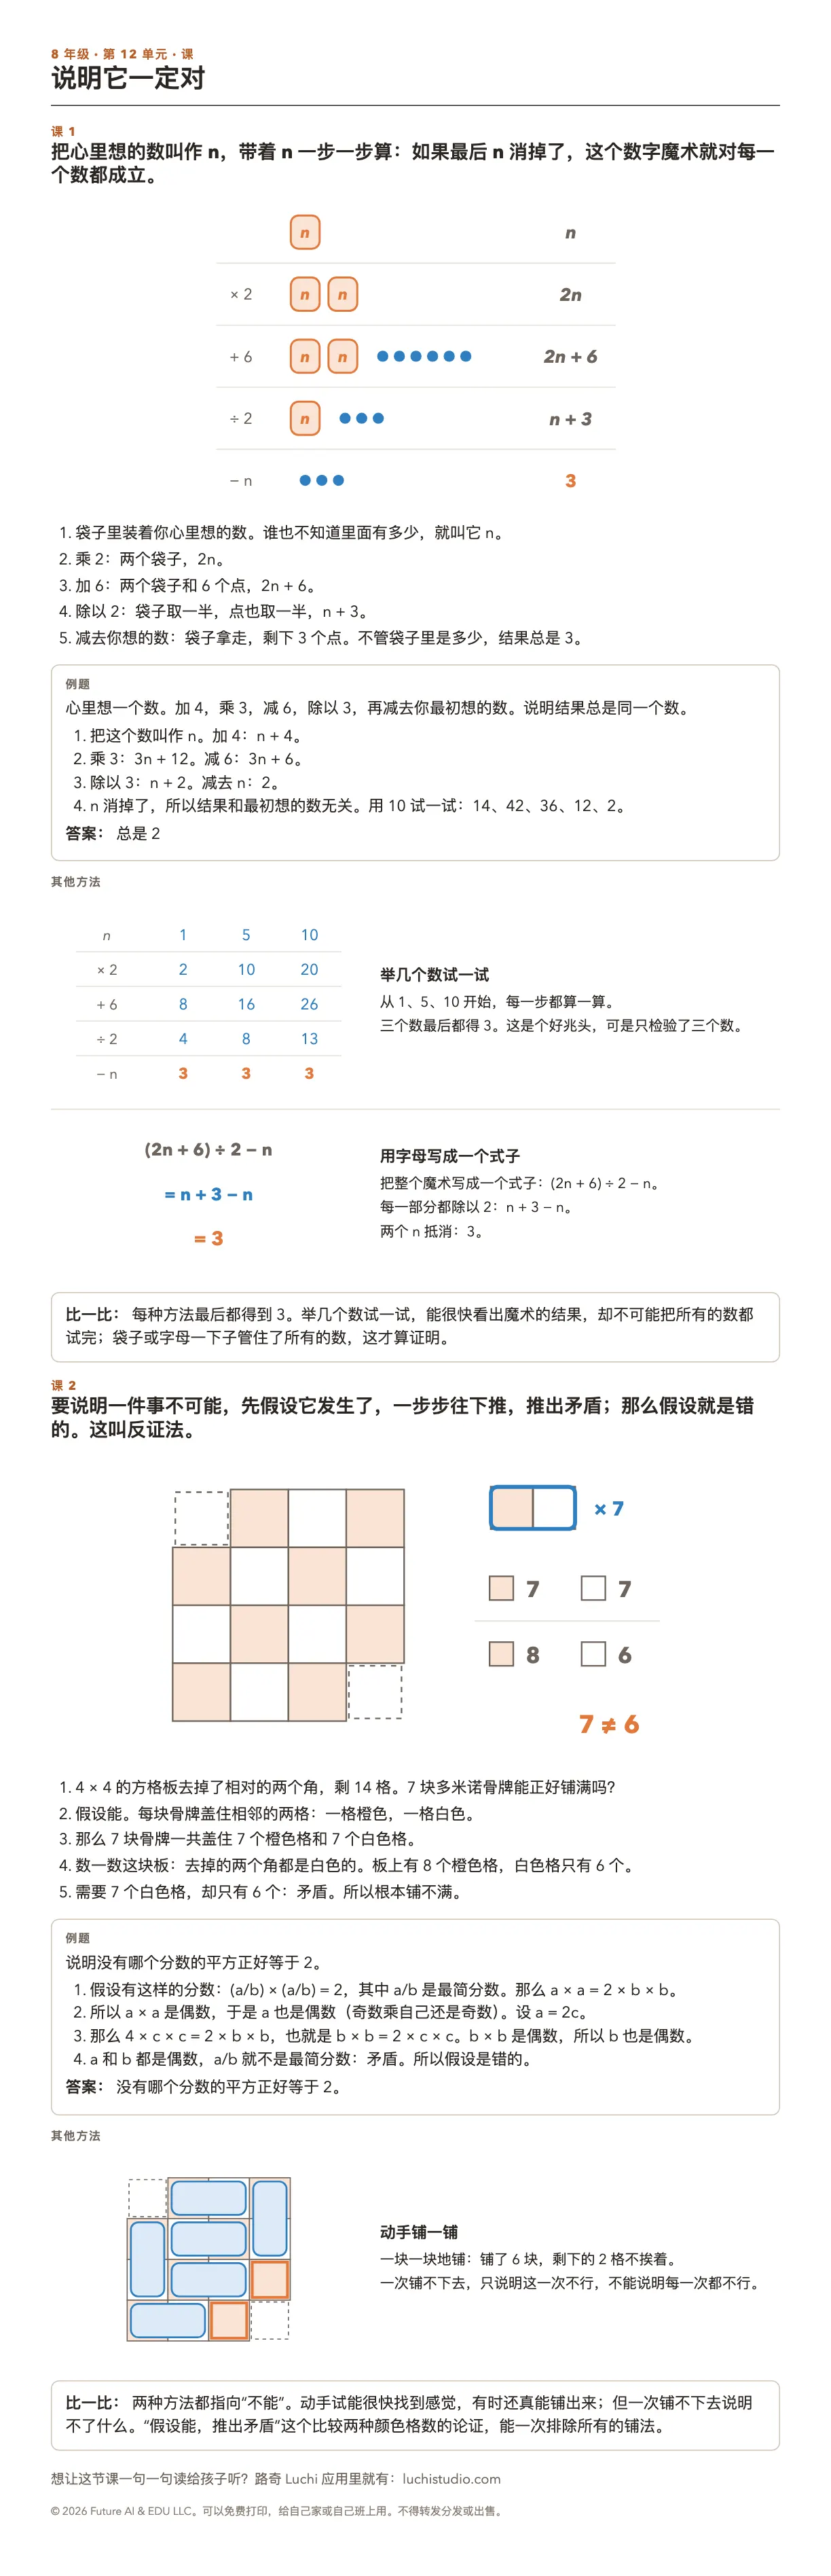 8 年级 · 第 12 单元 · 课
说明它一定对
课 1
把心里想的数叫作 n，带着 n 一步一步算：如果最后 n 消掉了，这个数字魔术就对每一
个数都成立。
n n
× 2 n n 2n
+ 6 n n 2n + 6
÷ 2 n n + 3
− n 3
1. 袋子里装着你心里想的数。谁也不知道里面有多少，就叫它 n。
2. 乘 2：两个袋子，2n。
3. 加 6：两个袋子和 6 个点，2n + 6。
4. 除以 2：袋子取一半，点也取一半，n + 3。
5. 减去你想的数：袋子拿走，剩下 3 个点。不管袋子里是多少，结果总是 3。
例题
心里想一个数。加 4，乘 3，减 6，除以 3，再减去你最初想的数。说明结果总是同一个数。
1. 把这个数叫作 n。加 4：n + 4。
2. 乘 3：3n + 12。减 6：3n + 6。
3. 除以 3：n + 2。减去 n：2。
4. n 消掉了，所以结果和最初想的数无关。用 10 试一试：14、42、36、12、2。
答案： 总是 2
其他方法
n 1 5 10
× 2 2 10 20
+ 6 8 16 26
÷ 2 4 8 13
− n 3 3 3
举几个数试一试
从 1、5、10 开始，每一步都算一算。
三个数最后都得 3。这是个好兆头，可是只检验了三个数。
(2n + 6) ÷ 2 − n
= n + 3 − n
= 3
用字母写成一个式子
把整个魔术写成一个式子：(2n + 6) ÷ 2 − n。
每一部分都除以 2：n + 3 − n。
两个 n 抵消：3。
比一比： 每种方法最后都得到 3。举几个数试一试，能很快看出魔术的结果，却不可能把所有的数都
试完；袋子或字母一下子管住了所有的数，这才算证明。
课 2
要说明一件事不可能，先假设它发生了，一步步往下推，推出矛盾；那么假设就是错
的。这叫反证法。
× 7
7 7
8 6
7 ≠ 6
1. 4 × 4 的方格板去掉了相对的两个角，剩 14 格。7 块多米诺骨牌能正好铺满吗？
2. 假设能。每块骨牌盖住相邻的两格：一格橙色，一格白色。
3. 那么 7 块骨牌一共盖住 7 个橙色格和 7 个白色格。
4. 数一数这块板：去掉的两个角都是白色的。板上有 8 个橙色格，白色格只有 6 个。
5. 需要 7 个白色格，却只有 6 个：矛盾。所以根本铺不满。
例题
说明没有哪个分数的平方正好等于 2。
1. 假设有这样的分数：(a/b) × (a/b) = 2，其中 a/b 是最简分数。那么 a × a = 2 × b × b。
2. 所以 a × a 是偶数，于是 a 也是偶数（奇数乘自己还是奇数）。设 a = 2c。
3. 那么 4 × c × c = 2 × b × b，也就是 b × b = 2 × c × c。b × b 是偶数，所以 b 也是偶数。
4. a 和 b 都是偶数，a/b 就不是最简分数：矛盾。所以假设是错的。
答案： 没有哪个分数的平方正好等于 2。
其他方法
动手铺一铺
一块一块地铺：铺了 6 块，剩下的 2 格不挨着。
一次铺不下去，只说明这一次不行，不能说明每一次都不行。
比一比： 两种方法都指向“不能”。动手试能很快找到感觉，有时还真能铺出来；但一次铺不下去说明
不了什么。“假设能，推出矛盾”这个比较两种颜色格数的论证，能一次排除所有的铺法。
想让这节课一句一句读给孩子听？路奇 Luchi 应用里就有：luchistudio.com
© 2026 Future AI & EDU LLC。可以免费打印，给自己家或自己班上用。不得转发分发或出售。